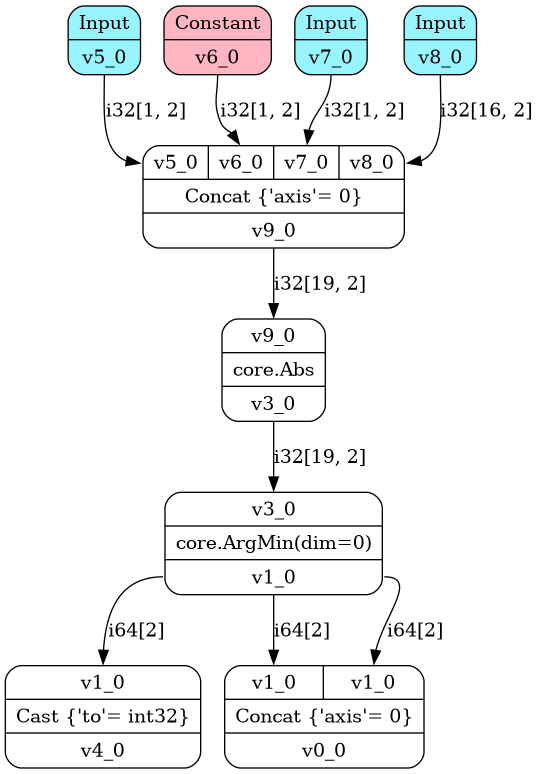 Input
v5_0
Constant
v6_0
Input
v7_0
Input
v8_0
i32[1, 2]
i32[1, 2]
i32[1, 2]
i32[16, 2]
v5_0
v6_0
v7_0
v8_0
Concat {'axis'= 0}
v9_0
i32[19, 2]
v9_0
core.Abs
v3_0
i32[19, 2]
v3_0
core.ArgMin(dim=0)
v1_0
i64[2]
i64[2]
i64[2]
v1_0
Cast {'to'= int32}
v4_0
v1_0
v1_0
Concat {'axis'= 0}
v0_0